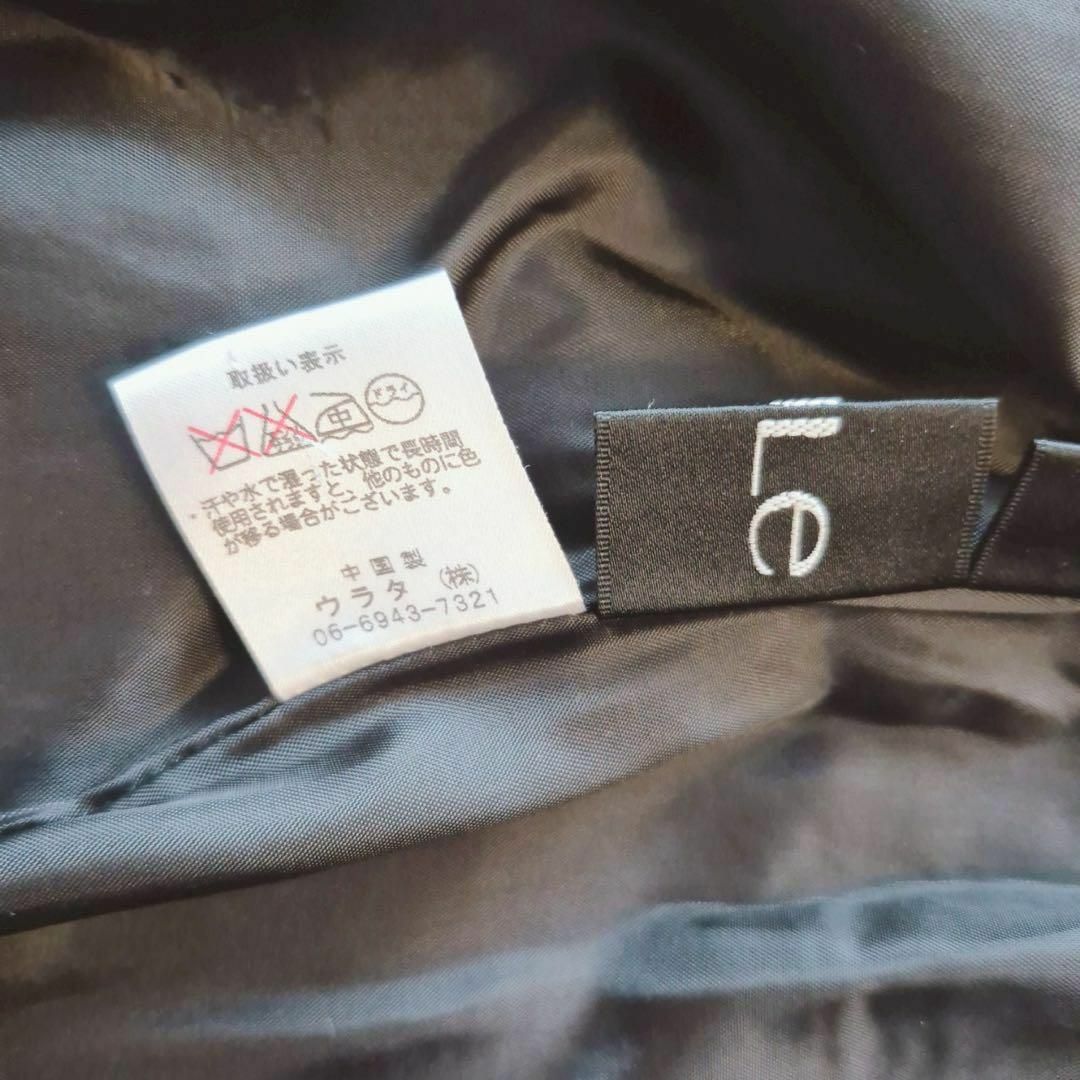 取扱い表示
中 ドライ
・汗や水で湿った状態で長時間
使用されますと、他のものに色
が移る場合がございます。
中国製
ウラタ(株)
06-6943-7321
Le